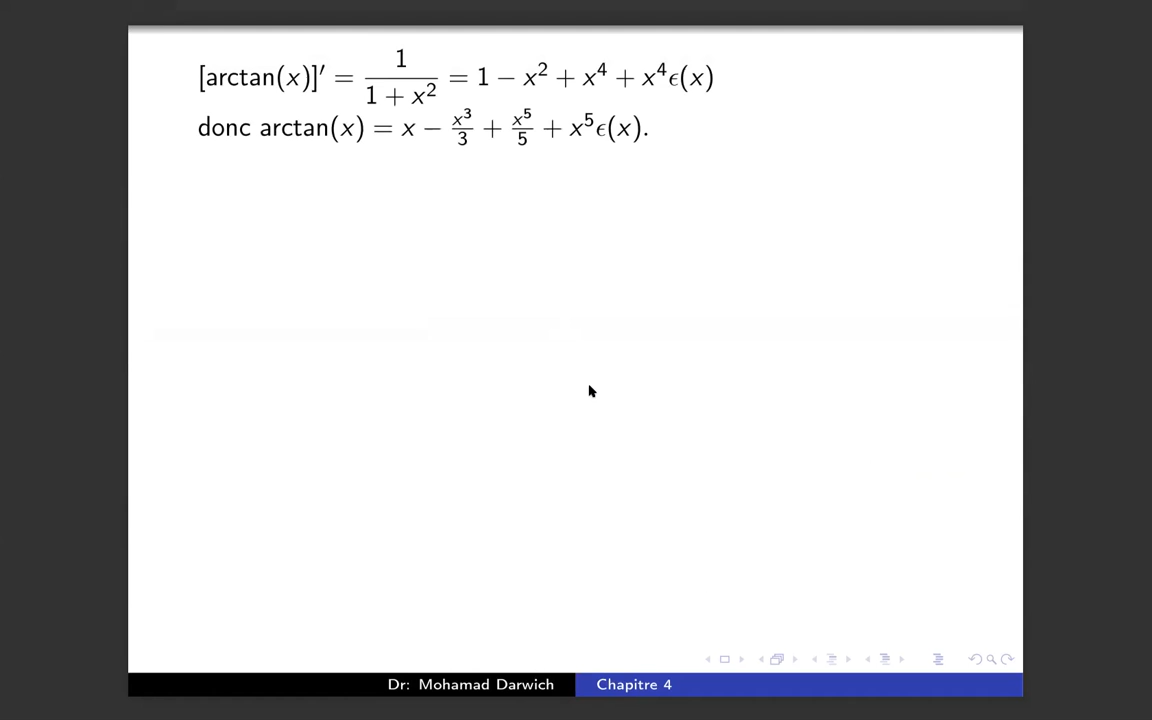 [arctan(x)]′ = 1/(1 + x²) = 1 − x² + x⁴ + x⁴ϵ(x)
donc arctan(x) = x − x³/3 + x⁵/5 + x⁵ϵ(x).
Dr: Mohamad Darwich Chapitre 4